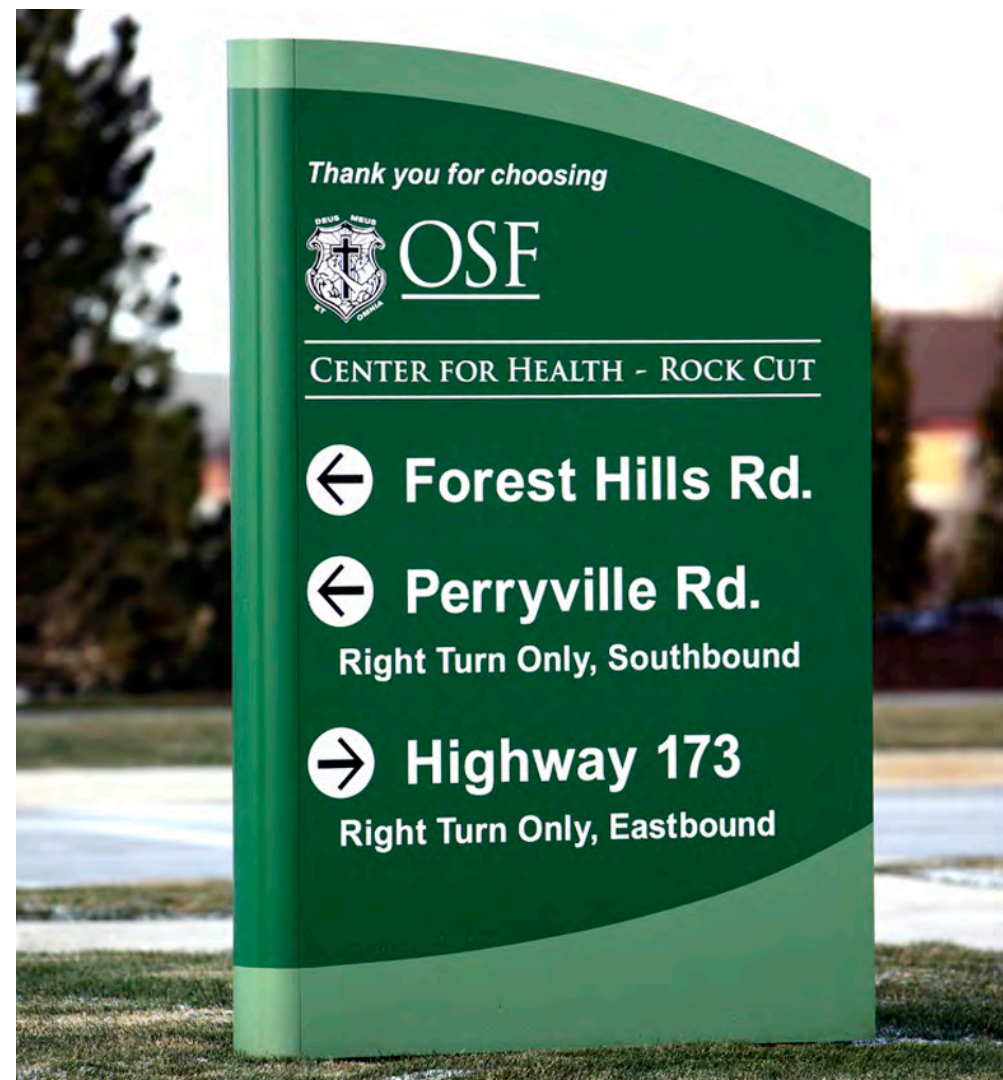 Thank you for choosing
DEUS MEUS
OSF
ET OMNIA
CENTER FOR HEALTH - ROCK CUT
Forest Hills Rd.
Perryville Rd.
Right Turn Only, Southbound
Highway 173
Right Turn Only, Eastbound